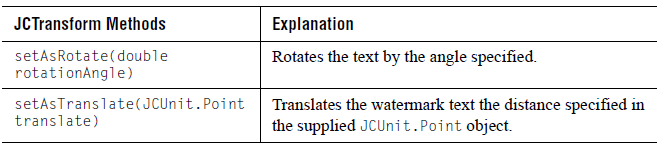 JCTransform Methods Explanation
setAsRotate(double Rotates the text by the angle specified.
rotationAngle)
setAsTranslate(JCUnit.Point Translates the watermark text the distance specified in
translate) the supplied JCUnit.Point object.